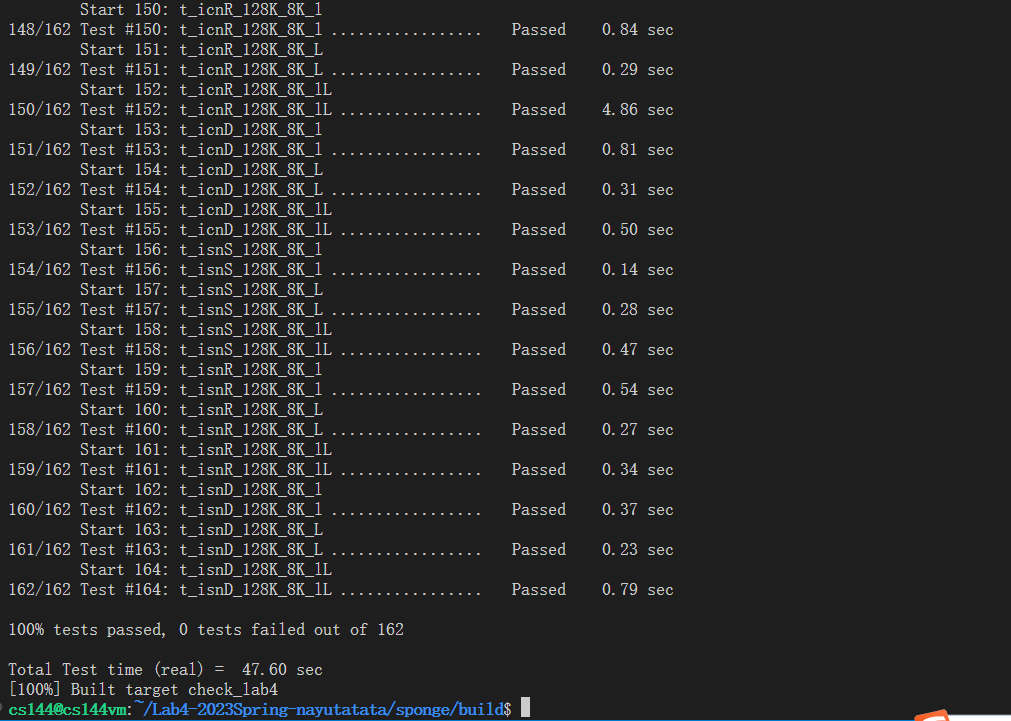 Start 150: t_icnR_128K_8K_l
148/162 Test #150: t_icnR_128K_8K_l .................   Passed    0.84 sec
Start 151: t_icnR_128K_8K_L
149/162 Test #151: t_icnR_128K_8K_L .................   Passed    0.29 sec
Start 152: t_icnR_128K_8K_lL
150/162 Test #152: t_icnR_128K_8K_lL ................   Passed    4.86 sec
Start 153: t_icnD_128K_8K_l
151/162 Test #153: t_icnD_128K_8K_l .................   Passed    0.81 sec
Start 154: t_icnD_128K_8K_L
152/162 Test #154: t_icnD_128K_8K_L .................   Passed    0.31 sec
Start 155: t_icnD_128K_8K_lL
153/162 Test #155: t_icnD_128K_8K_lL ................   Passed    0.50 sec
Start 156: t_isnS_128K_8K_l
154/162 Test #156: t_isnS_128K_8K_l .................   Passed    0.14 sec
Start 157: t_isnS_128K_8K_L
155/162 Test #157: t_isnS_128K_8K_L .................   Passed    0.28 sec
Start 158: t_isnS_128K_8K_lL
156/162 Test #158: t_isnS_128K_8K_lL ................   Passed    0.47 sec
Start 159: t_isnR_128K_8K_l
157/162 Test #159: t_isnR_128K_8K_l .................   Passed    0.54 sec
Start 160: t_isnR_128K_8K_L
158/162 Test #160: t_isnR_128K_8K_L .................   Passed    0.27 sec
Start 161: t_isnR_128K_8K_lL
159/162 Test #161: t_isnR_128K_8K_lL ................   Passed    0.34 sec
Start 162: t_isnD_128K_8K_l
160/162 Test #162: t_isnD_128K_8K_l .................   Passed    0.37 sec
Start 163: t_isnD_128K_8K_L
161/162 Test #163: t_isnD_128K_8K_L .................   Passed    0.23 sec
Start 164: t_isnD_128K_8K_lL
162/162 Test #164: t_isnD_128K_8K_lL ................   Passed    0.79 sec
100% tests passed, 0 tests failed out of 162
Total Test time (real) =  47.60 sec
[100%] Built target check_lab4
cs144@cs144vm:~/Lab4-2023Spring-nayutatata/sponge/build$